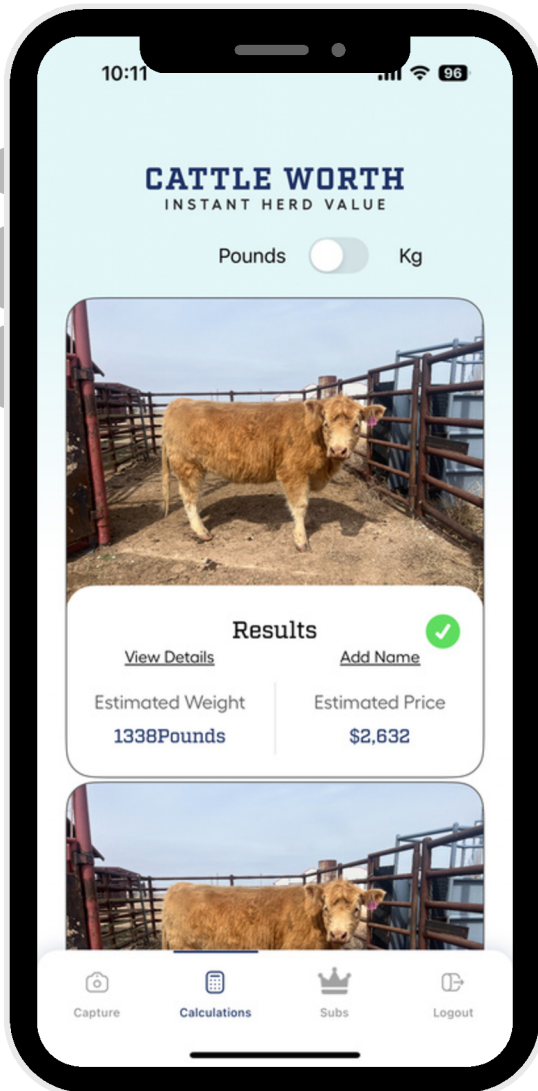 10:11
96
CATTLE WORTH
INSTANT HERD VALUE
Pounds Kg
Results
View Details Add Name
Estimated Weight Estimated Price
1338Pounds $2,632
Capture Calculations Subs Logout